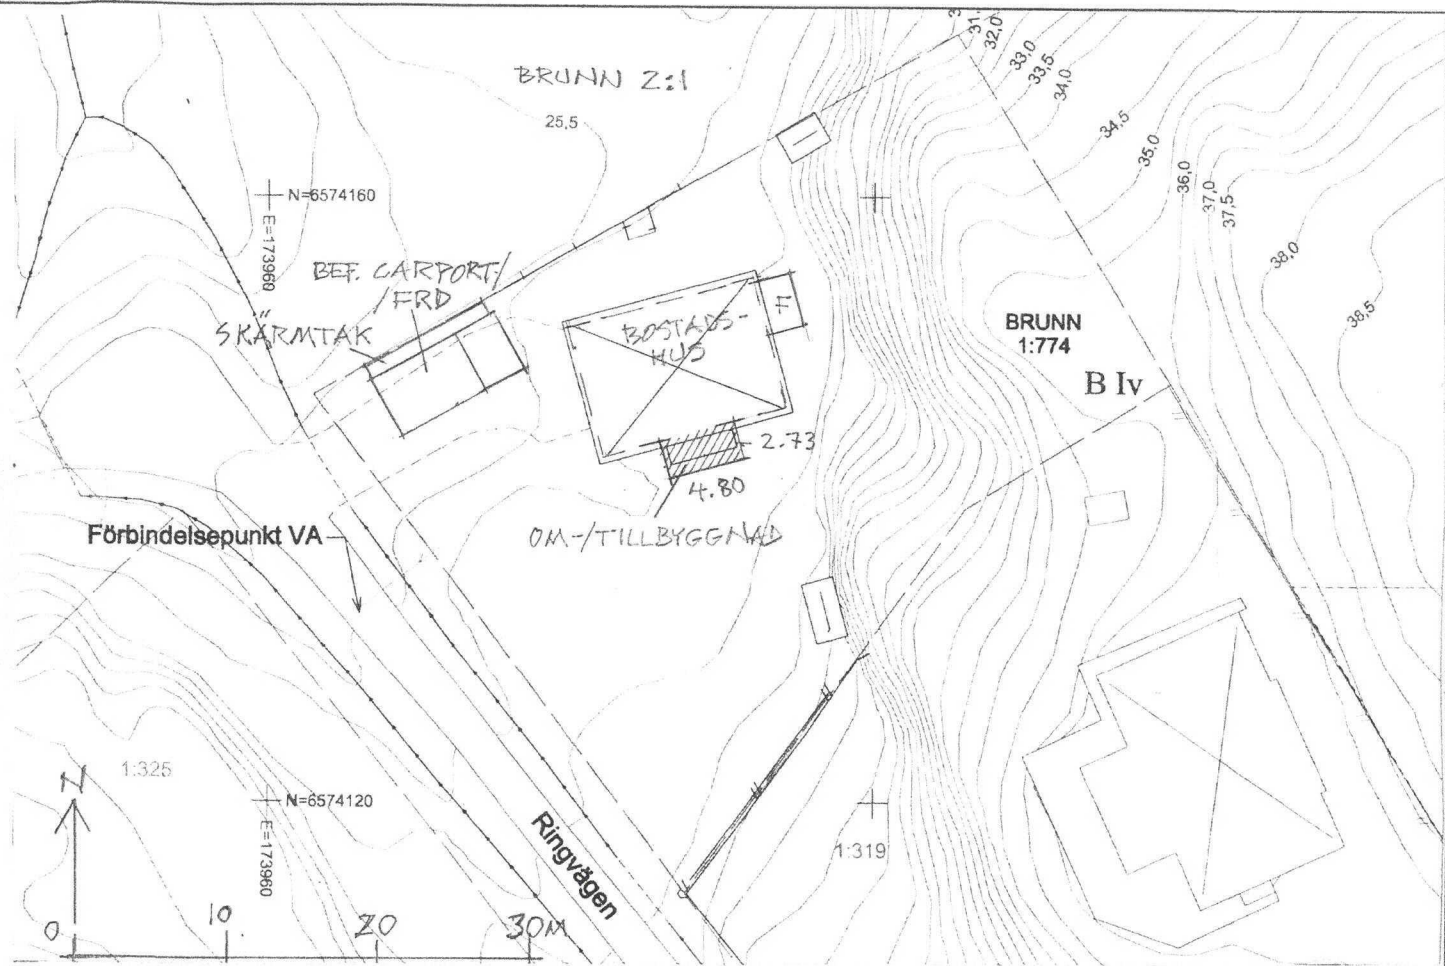 31,
32,0
33,0
33,5
34,0
34,5
35,0
36,0
37,0
37,5
38,0
38,5
BRUNN 2:1
25,5
N=6574160
E=173960
BEF. CARPORT/
/FRD
SKÄRMTAK
BOSTADS-
HUS
BRUNN
1:774
B Iv
2.73
4.80
OM-/TILLBYGGNAD
Förbindelsepunkt VA
1:325
N
N=6574120
E=173960
Ringvägen
1:319
0
10
20
30M